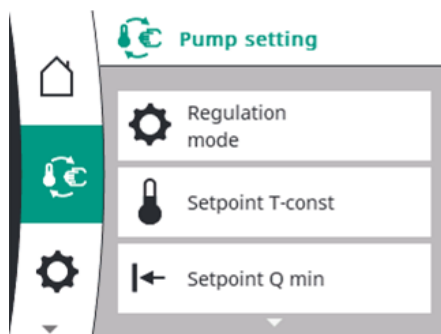 Pump setting
Regulation
mode
Setpoint T-const
Setpoint Q min